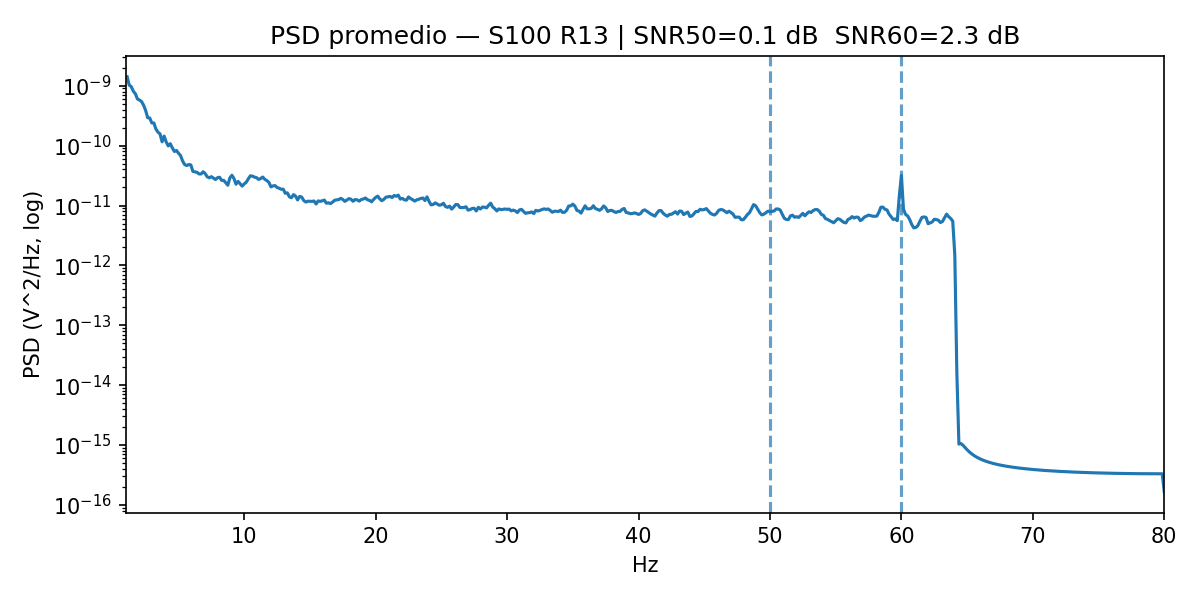 PSD promedio — S100 R13 | SNR50=0.1 dB  SNR60=2.3 dB
PSD (V^2/Hz, log)
10⁻⁹
10⁻¹⁰
10⁻¹¹
10⁻¹²
10⁻¹³
10⁻¹⁴
10⁻¹⁵
10⁻¹⁶
10 20 30 40 50 60 70 80
Hz